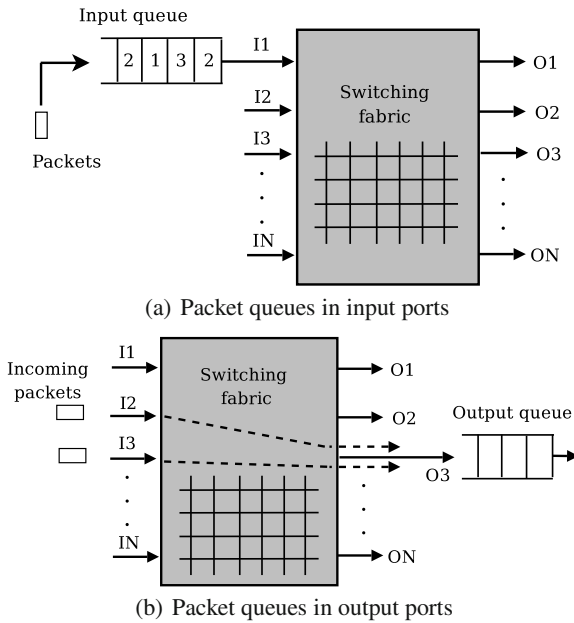 Input queue
2 1 3 2
I1
O1
Switching
fabric
I2
O2
I3
O3
Packets
IN
ON
(a) Packet queues in input ports
Incoming
packets
I1
Switching
fabric
O1
I2
O2
Output queue
I3
O3
IN
ON
(b) Packet queues in output ports